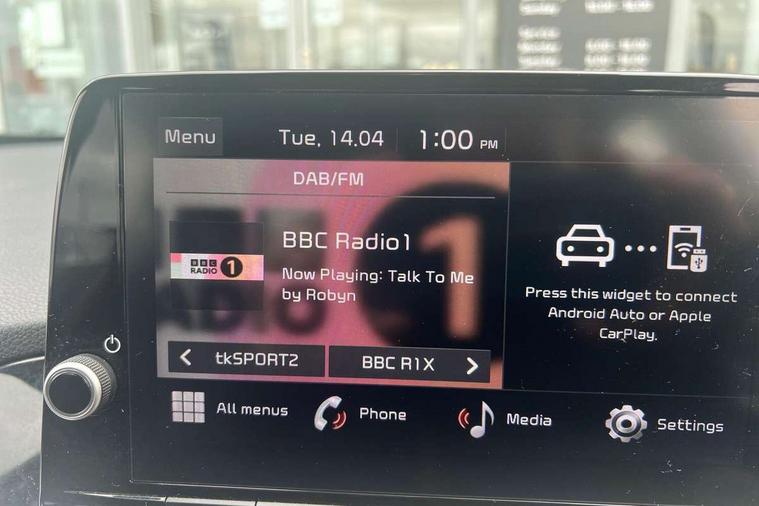 Menu
Tue, 14.04
1:00 PM
DAB/FM
BBC
RADIO 1
BBC Radio1
Now Playing: Talk To Me
by Robyn
Press this widget to connect
Android Auto or Apple
CarPlay.
tkSPORT2
BBC R1X
All menus
Phone
Media
Settings